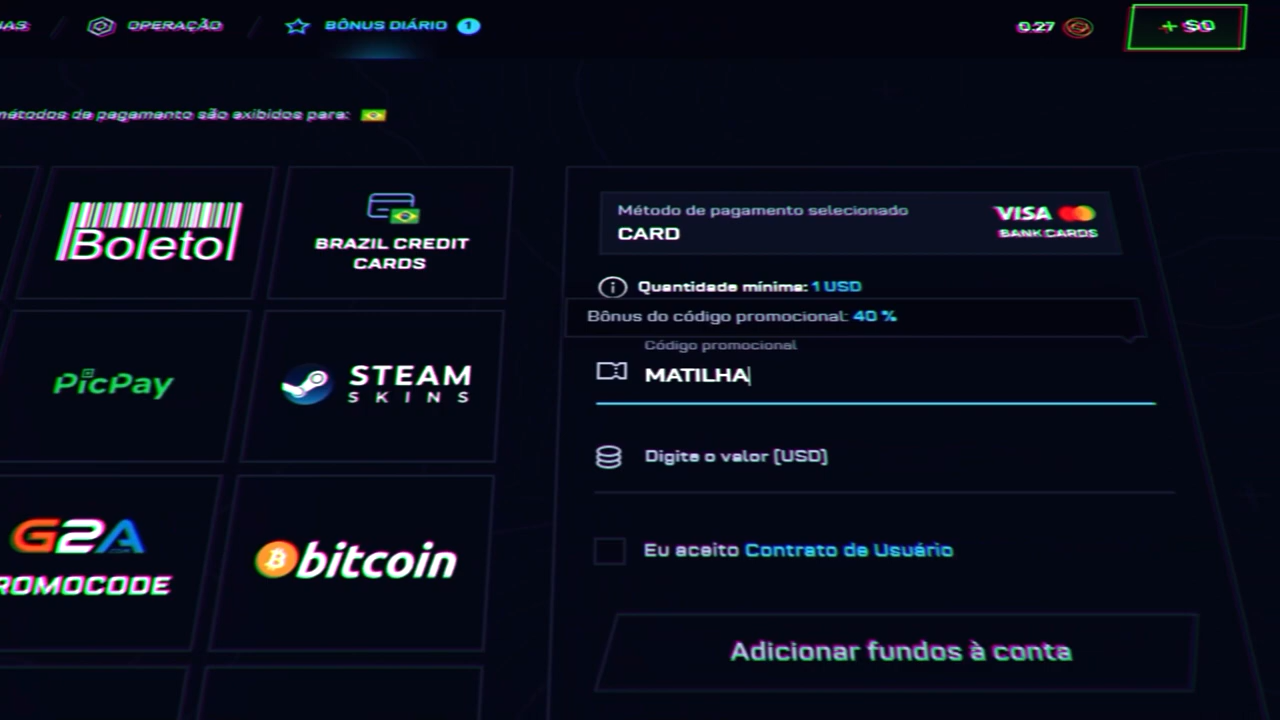 OPERAÇÃO
BÔNUS DIÁRIO 1
0.27
+ $0
métodos de pagamento são exibidos para:
Boleto
BRAZIL CREDIT
CARDS
PicPay
STEAM
SKINS
G2A
.COM
ROMOCODE
bitcoin
Método de pagamento selecionado
CARD
VISA
BANK CARDS
Quantidade mínima: 1 USD
Bônus do código promocional: 40 %
Código promocional
MATILHA
Digite o valor [USD]
Eu aceito Contrato de Usuário
Adicionar fundos à conta